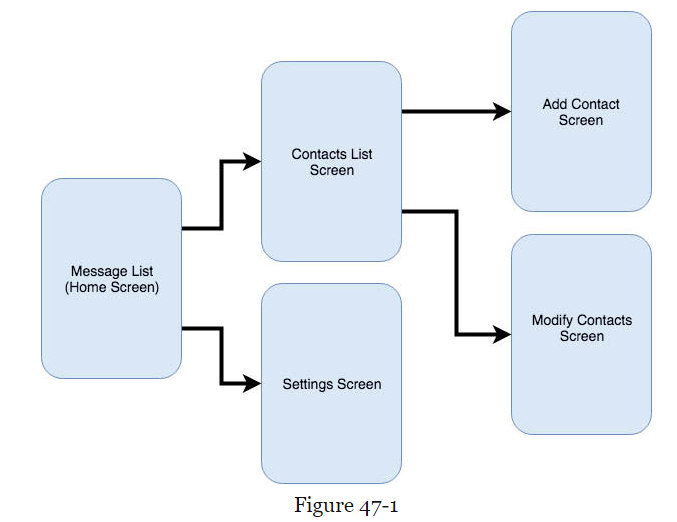 Message List
(Home Screen)
Contacts List
Screen
Settings Screen
Add Contact
Screen
Modify Contacts
Screen
Figure 47-1